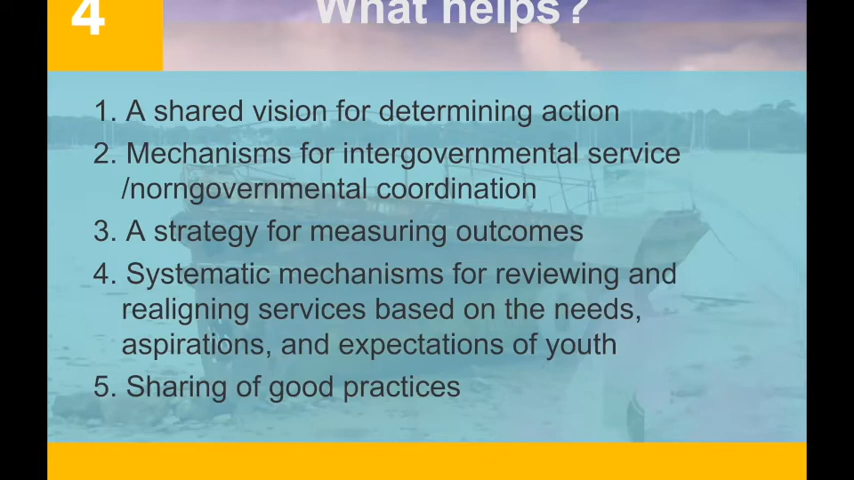 4
What helps?
1. A shared vision for determining action
2. Mechanisms for intergovernmental service
/norngovernmental coordination
3. A strategy for measuring outcomes
4. Systematic mechanisms for reviewing and
realigning services based on the needs,
aspirations, and expectations of youth
5. Sharing of good practices